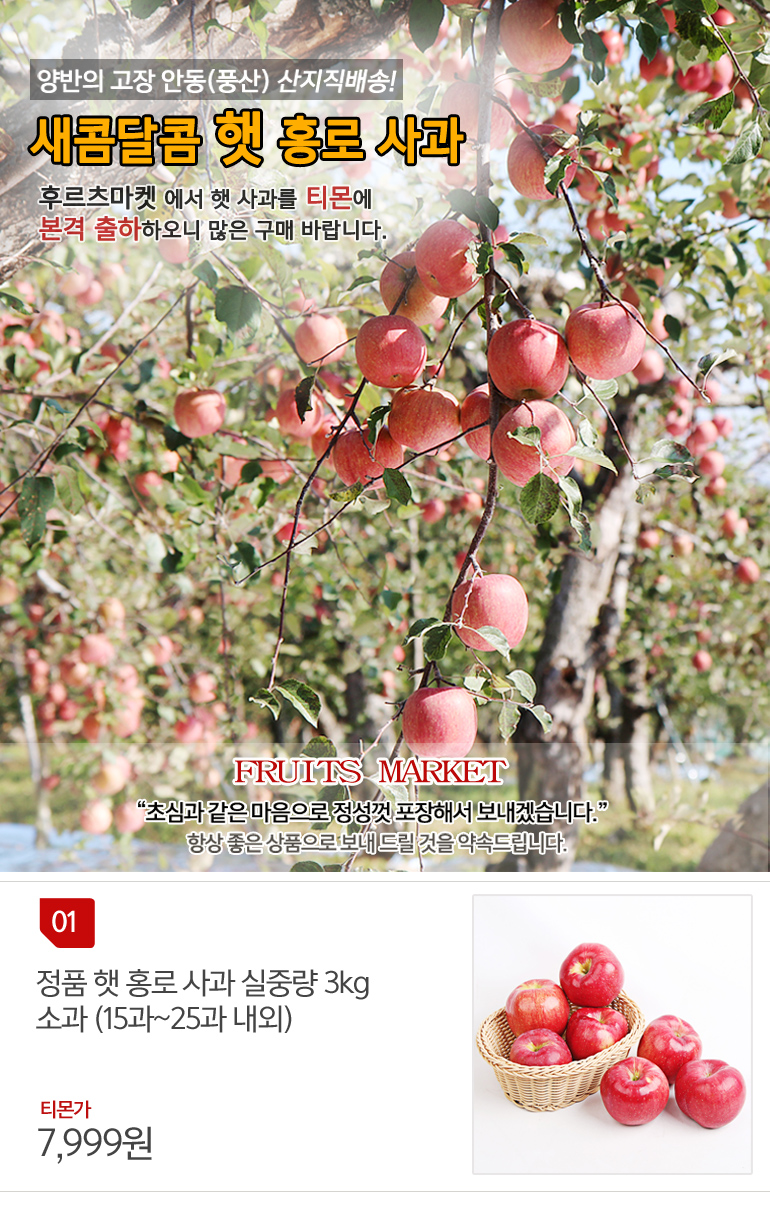 양반의 고장 안동(풍산) 산지직배송!
새콤달콤 햇 홍로 사과
후르츠마켓 에서 햇 사과를 티몬에
본격 출하하오니 많은 구매 바랍니다.
FRUITS MARKET
“초심과 같은 마음으로 정성껏 포장해서 보내겠습니다.”
항상 좋은 상품으로 보내 드릴 것을 약속드립니다.
01
정품 햇 홍로 사과 실중량 3kg
소과 (15과~25과 내외)
티몬가
7,999원